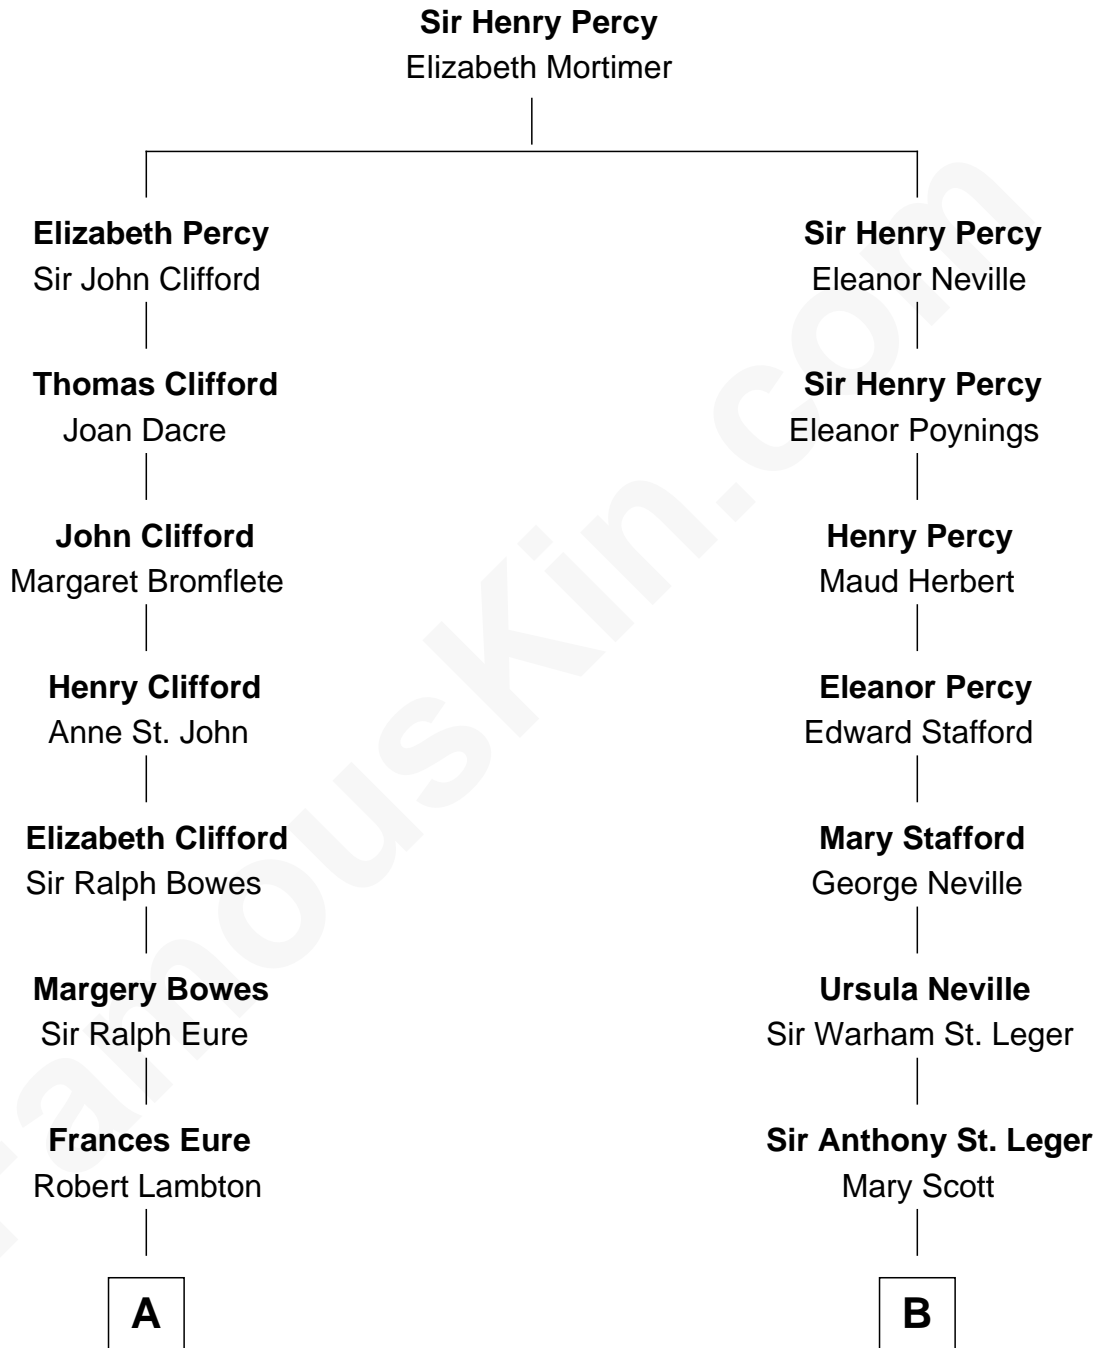 Sir Henry Percy
Elizabeth Mortimer
Elizabeth Percy
Sir John Clifford
Thomas Clifford
Joan Dacre
John Clifford
Margaret Bromflete
Henry Clifford
Anne St. John
Elizabeth Clifford
Sir Ralph Bowes
Margery Bowes
Sir Ralph Eure
Frances Eure
Robert Lambton
A
Sir Henry Percy
Eleanor Neville
Sir Henry Percy
Eleanor Poynings
Henry Percy
Maud Herbert
Eleanor Percy
Edward Stafford
Mary Stafford
George Neville
Ursula Neville
Sir Warham St. Leger
Sir Anthony St. Leger
Mary Scott
B
FamousKin.com